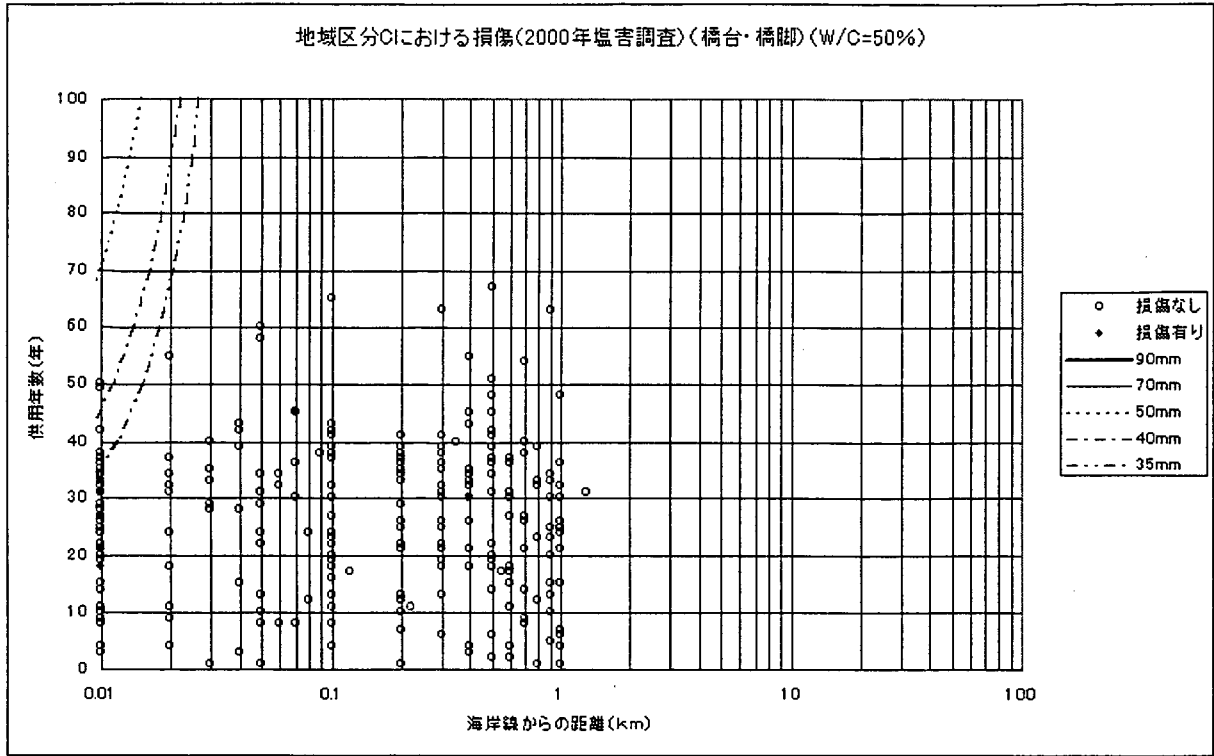 地域区分Cにおける損傷(2000年塩害調査)(橋台・橋脚)(W/C=50%)
100
90
80
70
60
50
40
30
20
10
0
供用年数(年)
0.01
0.1
1
10
100
海岸線からの距離(km)
損傷なし
損傷有り
90mm
70mm
50mm
40mm
35mm